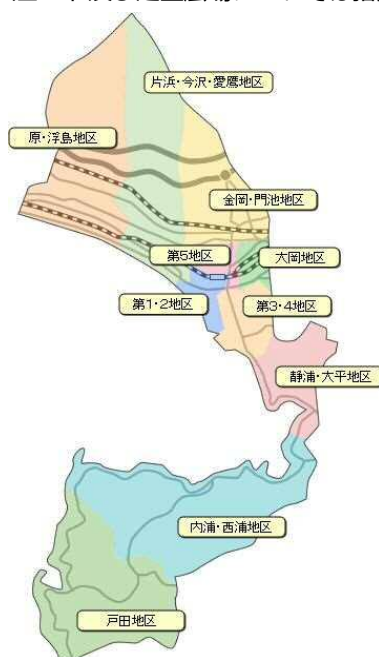 片浜・今沢・愛鷹地区
原・浮島地区
金岡・門池地区
第5地区
大岡地区
第1・2地区
第3・4地区
静浦・大平地区
内浦・西浦地区
戸田地区